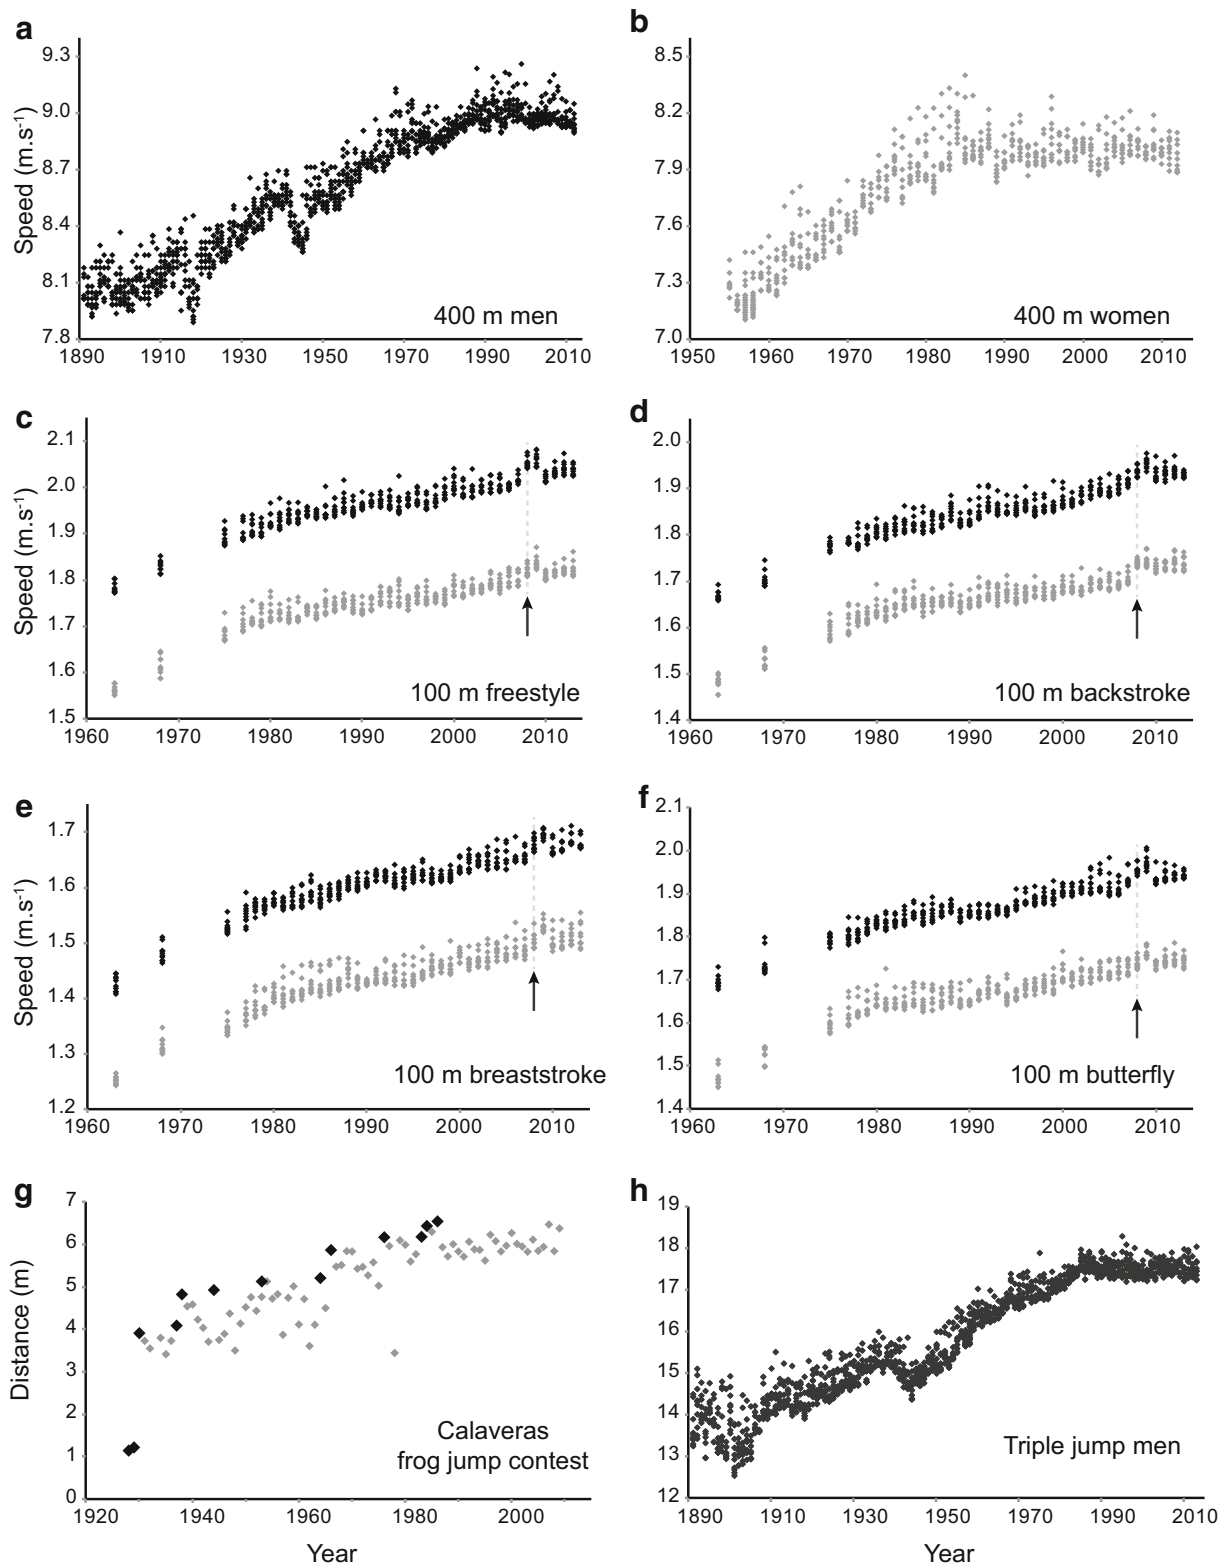 a
9.3
9.0
8.7
8.4
8.1
7.8
Speed (m.s-1)
400 m men
1890 1910 1930 1950 1970 1990 2010
b
8.5
8.2
7.9
7.6
7.3
7.0
400 m women
1950 1960 1970 1980 1990 2000 2010
c
2.1
2.0
1.9
1.8
1.7
1.6
1.5
Speed (m.s-1)
100 m freestyle
1960 1970 1980 1990 2000 2010
d
2.0
1.9
1.8
1.7
1.6
1.5
1.4
100 m backstroke
1960 1970 1980 1990 2000 2010
e
1.7
1.6
1.5
1.4
1.3
1.2
Speed (m.s-1)
100 m breaststroke
1960 1970 1980 1990 2000 2010
f
2.1
2.0
1.9
1.8
1.7
1.6
1.5
1.4
100 m butterfly
1960 1970 1980 1990 2000 2010
g
7
6
5
4
3
2
1
0
Distance (m)
Calaveras
frog jump contest
1920 1940 1960 1980 2000
Year
h
19
18
17
16
15
14
13
12
Triple jump men
1890 1910 1930 1950 1970 1990 2010
Year